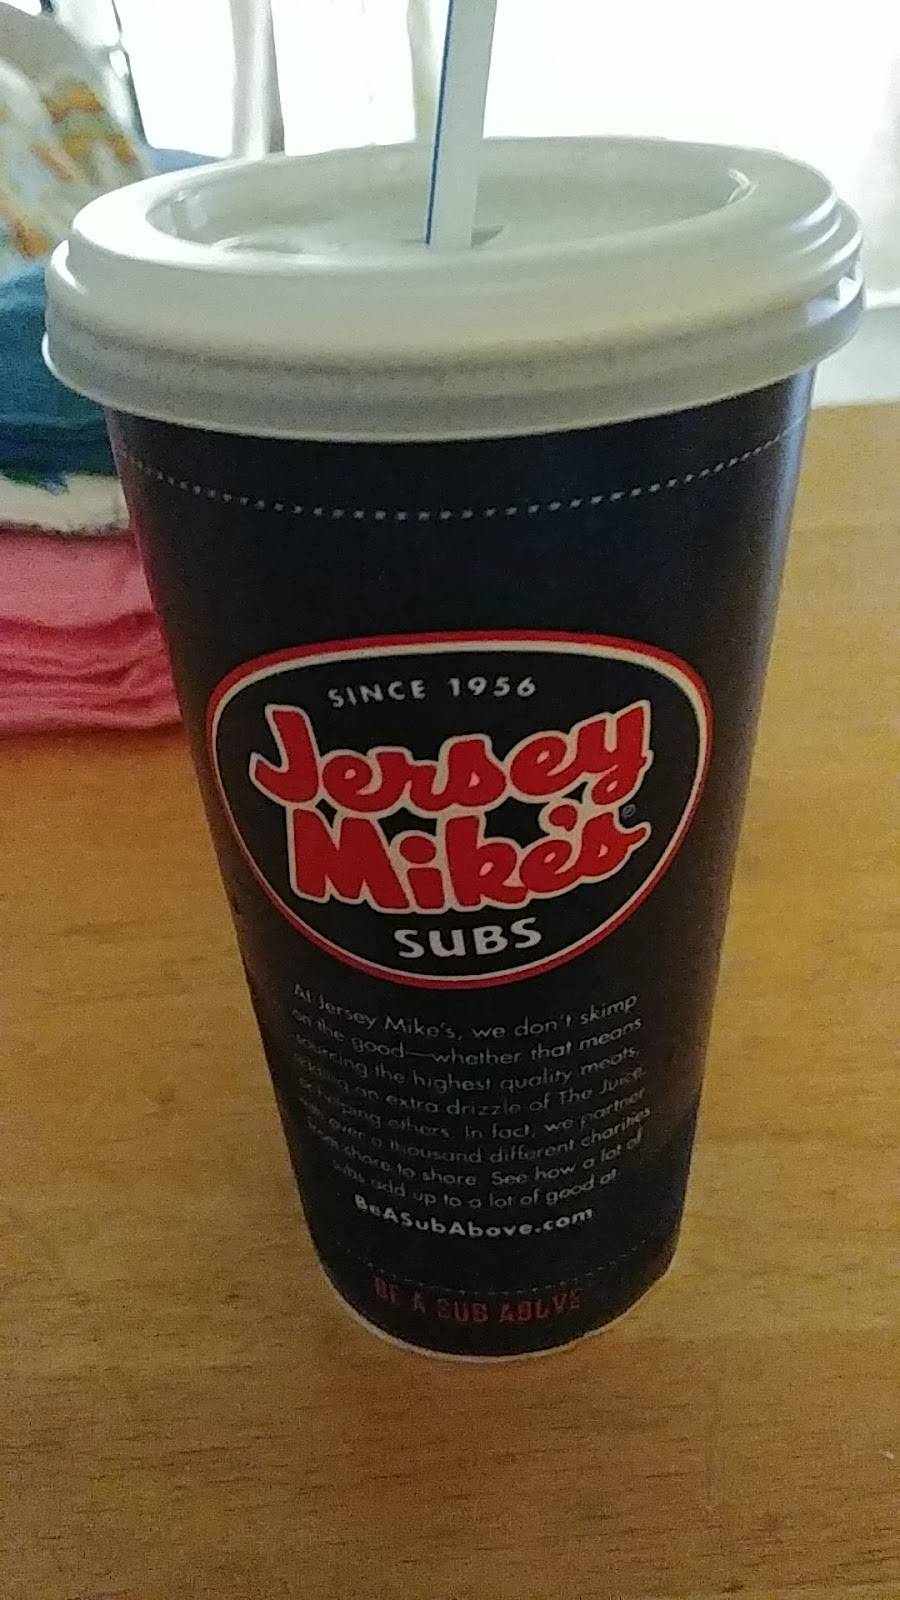 SINCE 1956
Jersey
Mike's®
SUBS
At Jersey Mike's, we don't skimp
on the good—whether that means
sourcing the highest quality meats,
adding an extra drizzle of The Juice,
or helping others. In fact, we partner
with over a thousand different charities
from shore to shore. See how a lot of
subs add up to a lot of good at
BeASubAbove.com
BE A SUB ABOVE